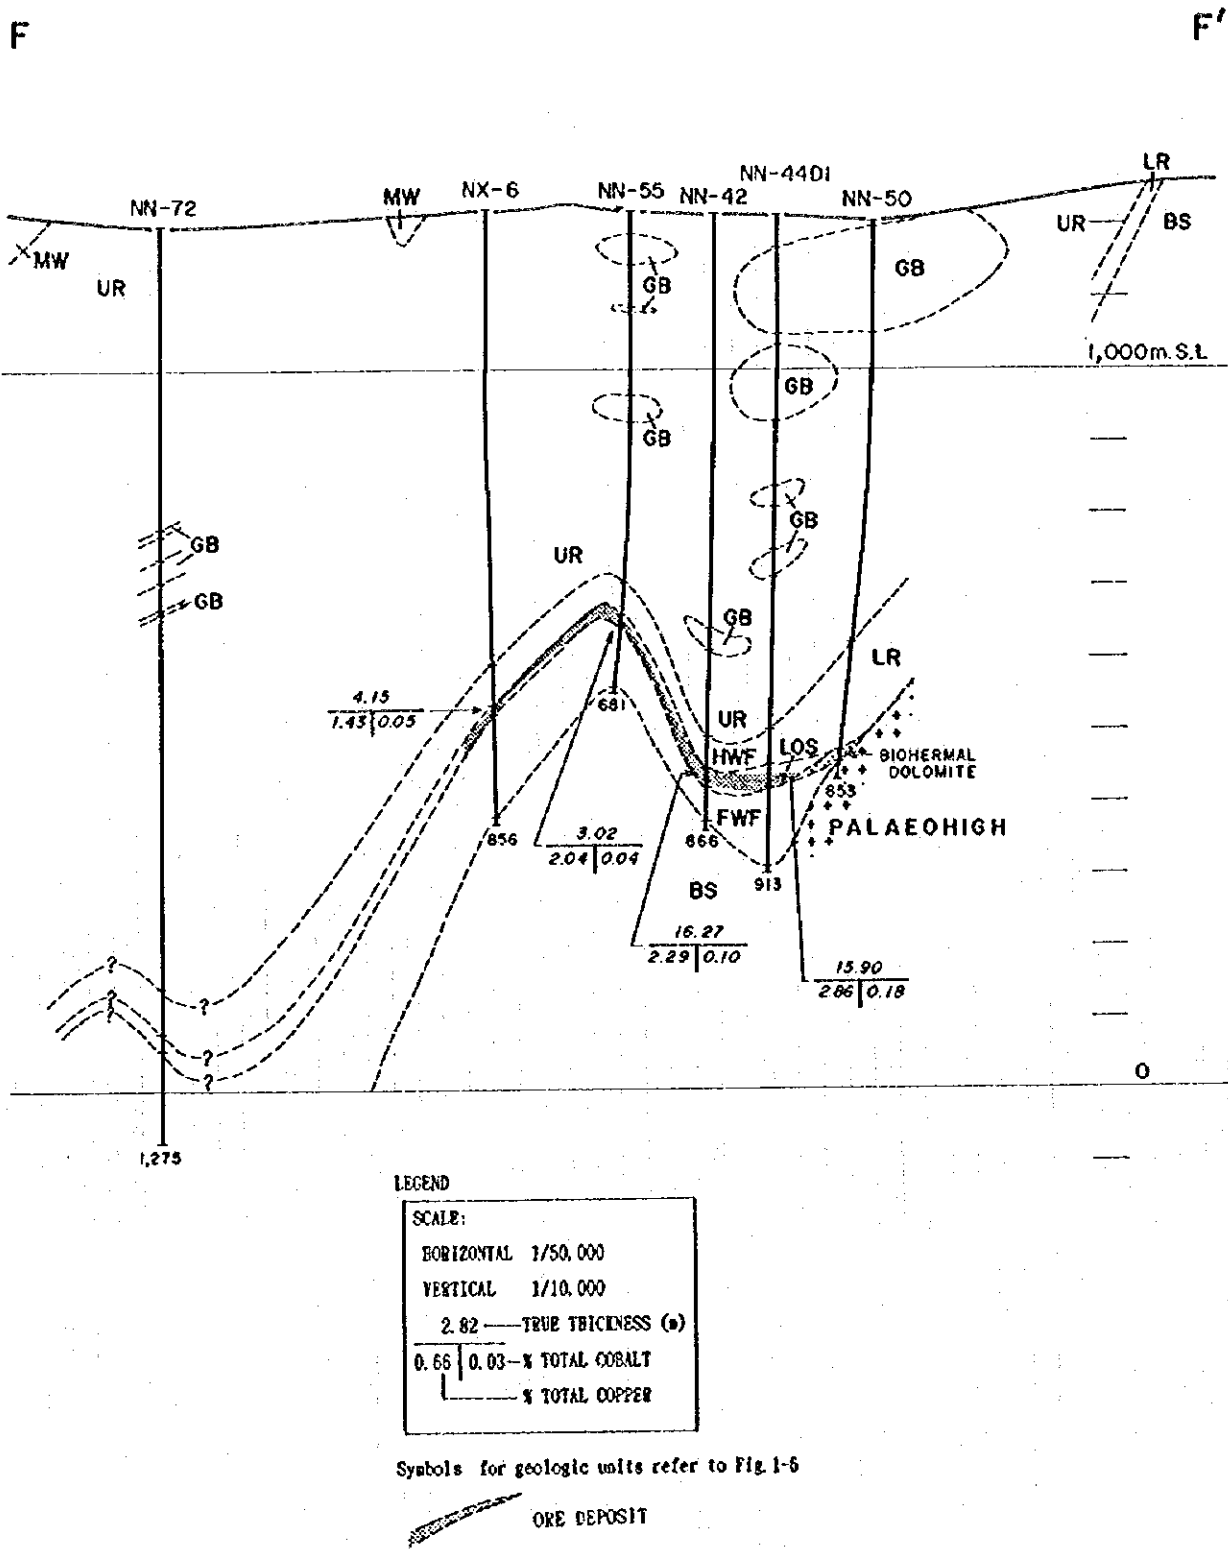 F
F'
LR
NN-44D1
NN-72
MW
NX-6
NN-55
NN-42
NN-50
MW
UR
GB
UR
BS
GB
1,000m. S.L
GB
GB
GB
GB
GB
UR
GB
LR
4.15
1.43 0.05
681
UR
HWF
LOS
BIOHERMAL
DOLOMITE
853
FWF
PALAEOHIGH
856
3.02
2.04 0.04
866
913
BS
16.27
2.29 0.10
15.90
2.86 0.18
?
?
?
?
?
?
0
1,275
LEGEND
SCALE:
HORIZONTAL 1/50,000
VERTICAL 1/10,000
2.82 TRUE THICKNESS (m)
0.66 0.03 % TOTAL COBALT
% TOTAL COPPER
Symbols for geologic units refer to Fig. 1-6
ORE DEPOSIT